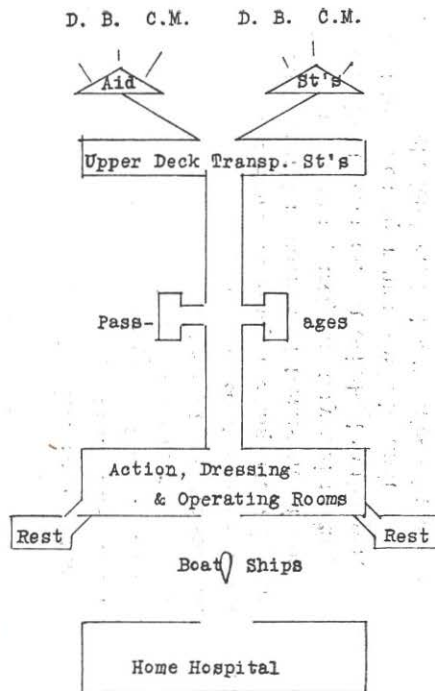 D. B. C.M. D. B. C.M.
Aid St's
Upper Deck Transp. St's
Pass- ages
Action, Dressing
& Operating Rooms
Rest Rest
Boat Ships
Home Hospital